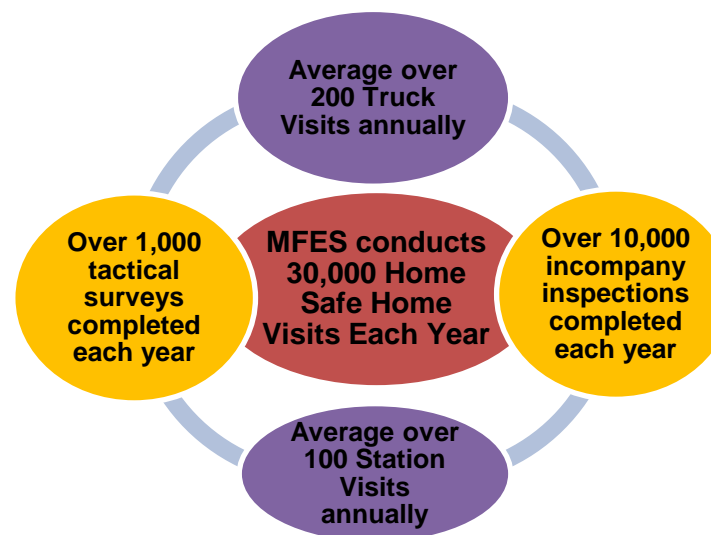 Average over
200 Truck
Visits annually
Over 1,000
tactical
surveys
completed
each year
MFES conducts
30,000 Home
Safe Home
Visits Each Year
Over 10,000
incompany
inspections
completed
each year
Average over
100 Station
Visits
annually